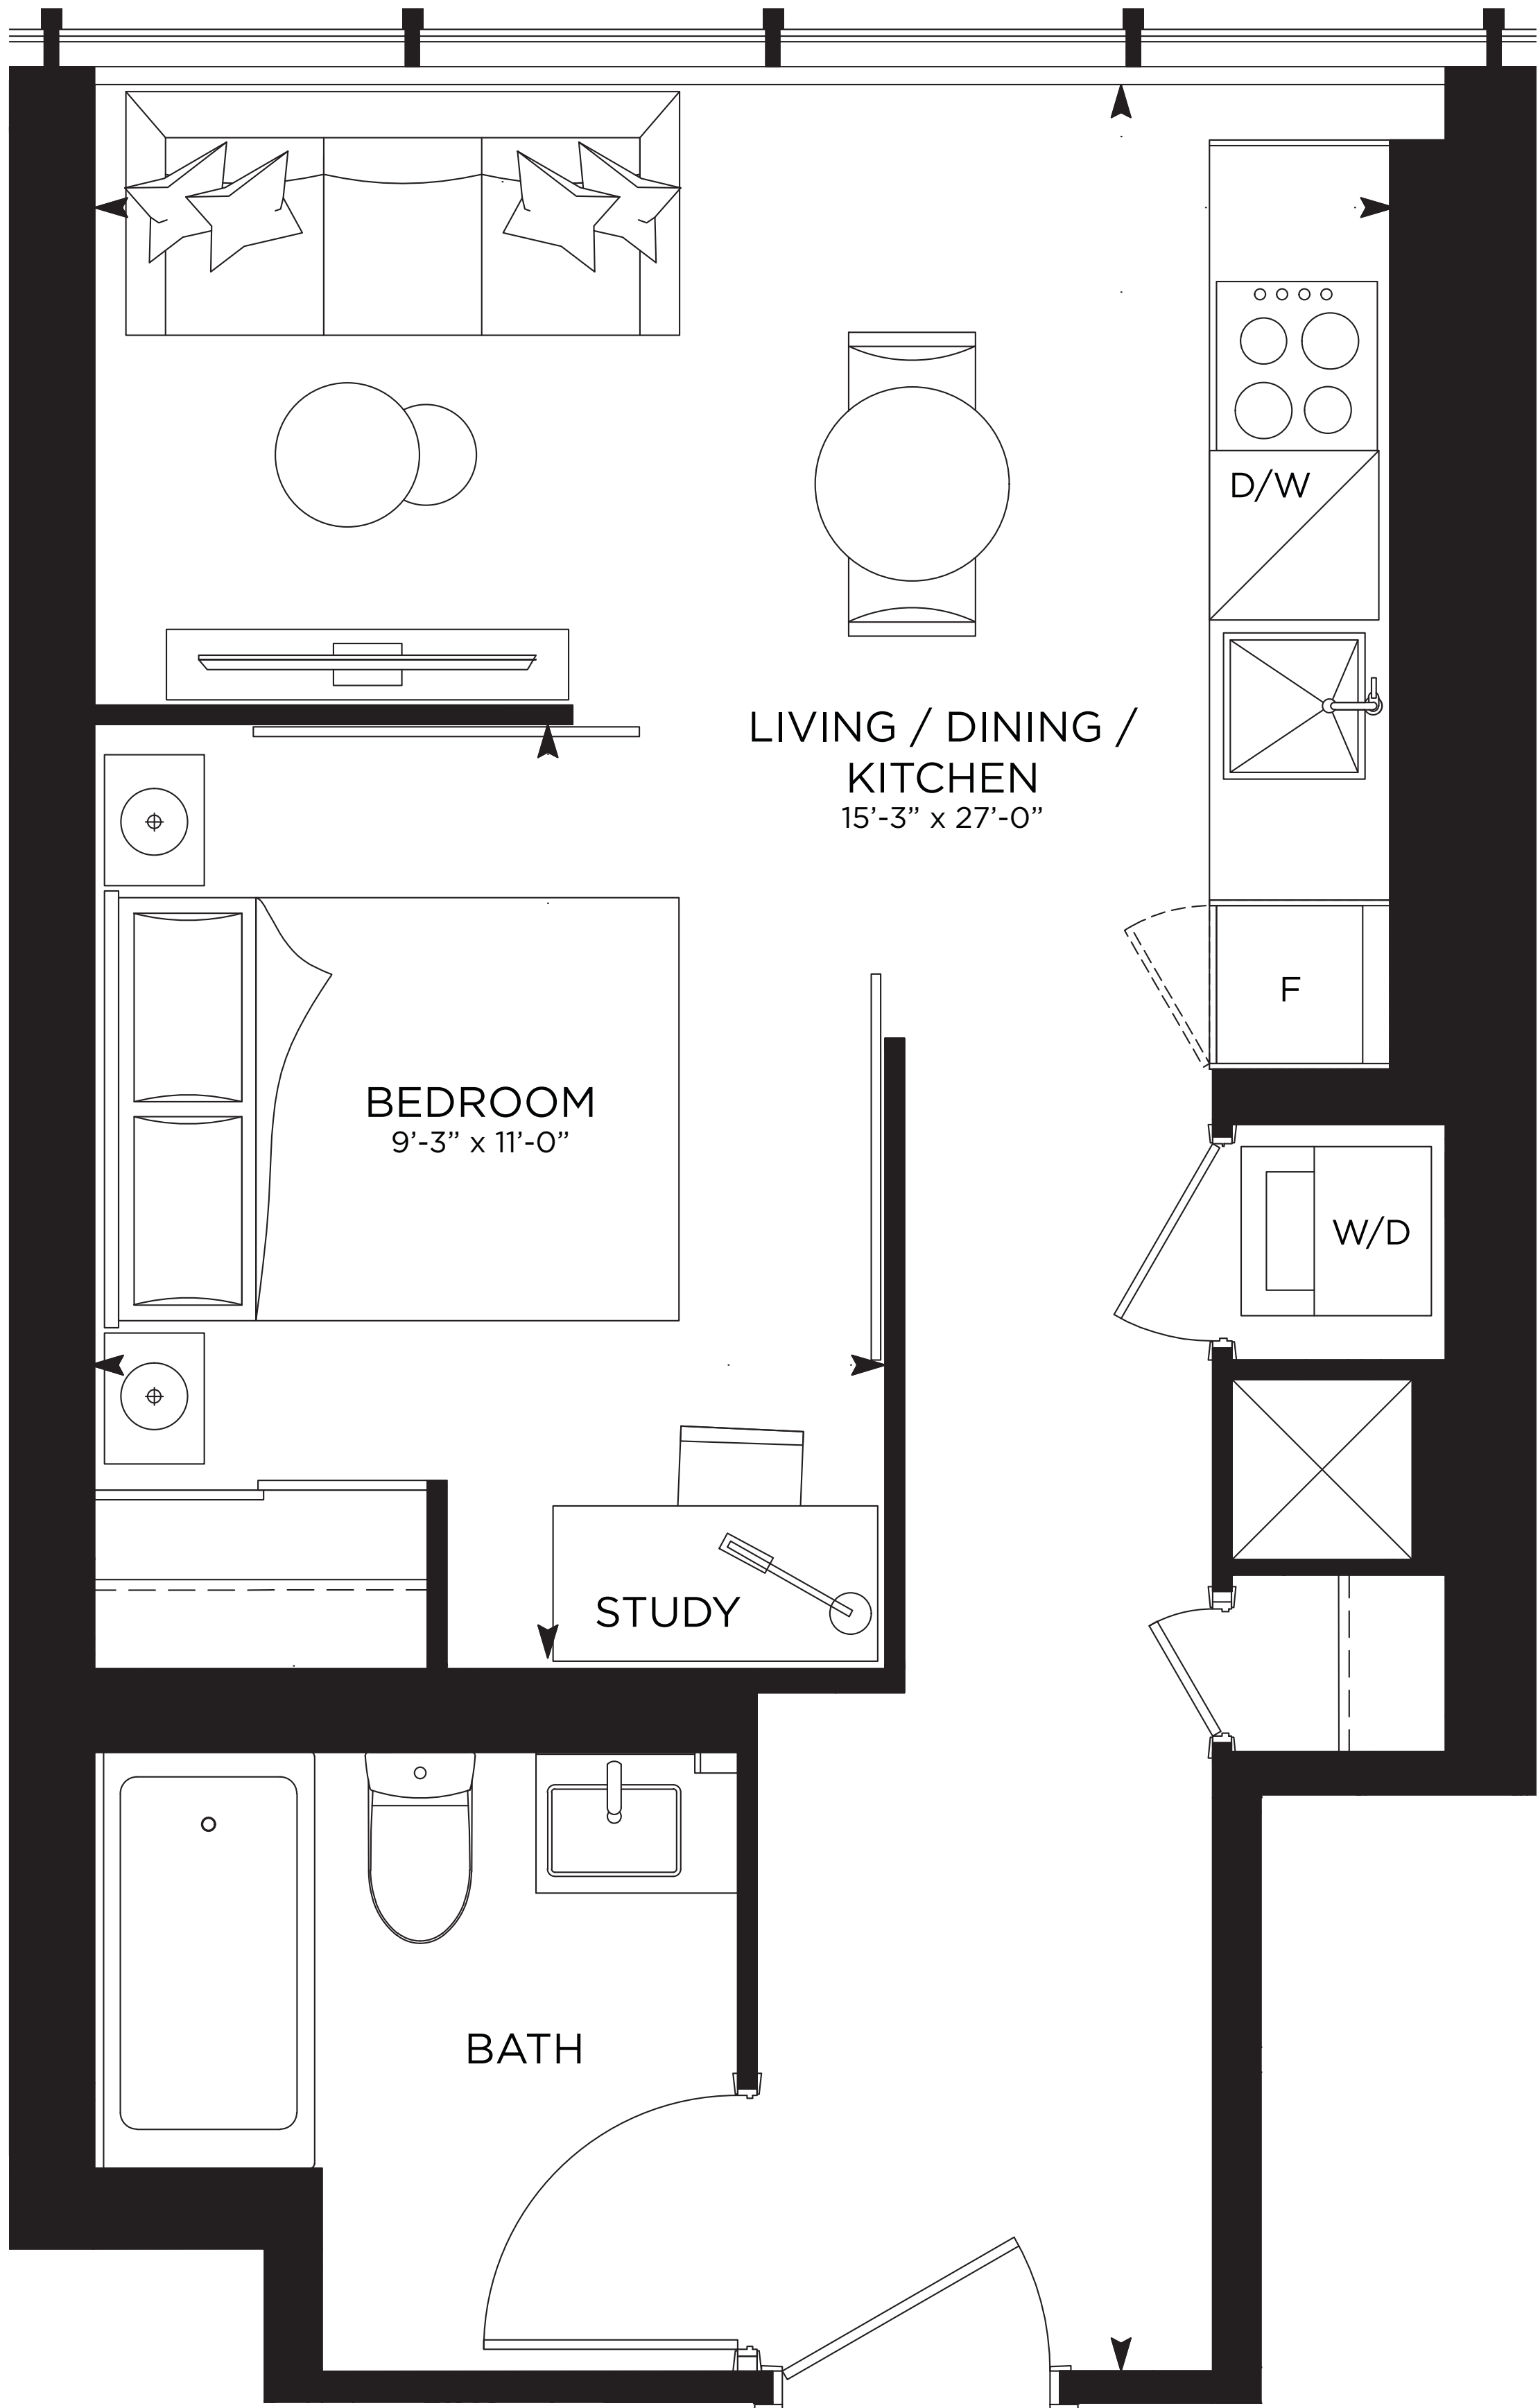 D/W
LIVING / DINING /
KITCHEN
15’-3” x 27’-0”
F
BEDROOM
9’-3” x 11’-0”
W/D
STUDY
BATH